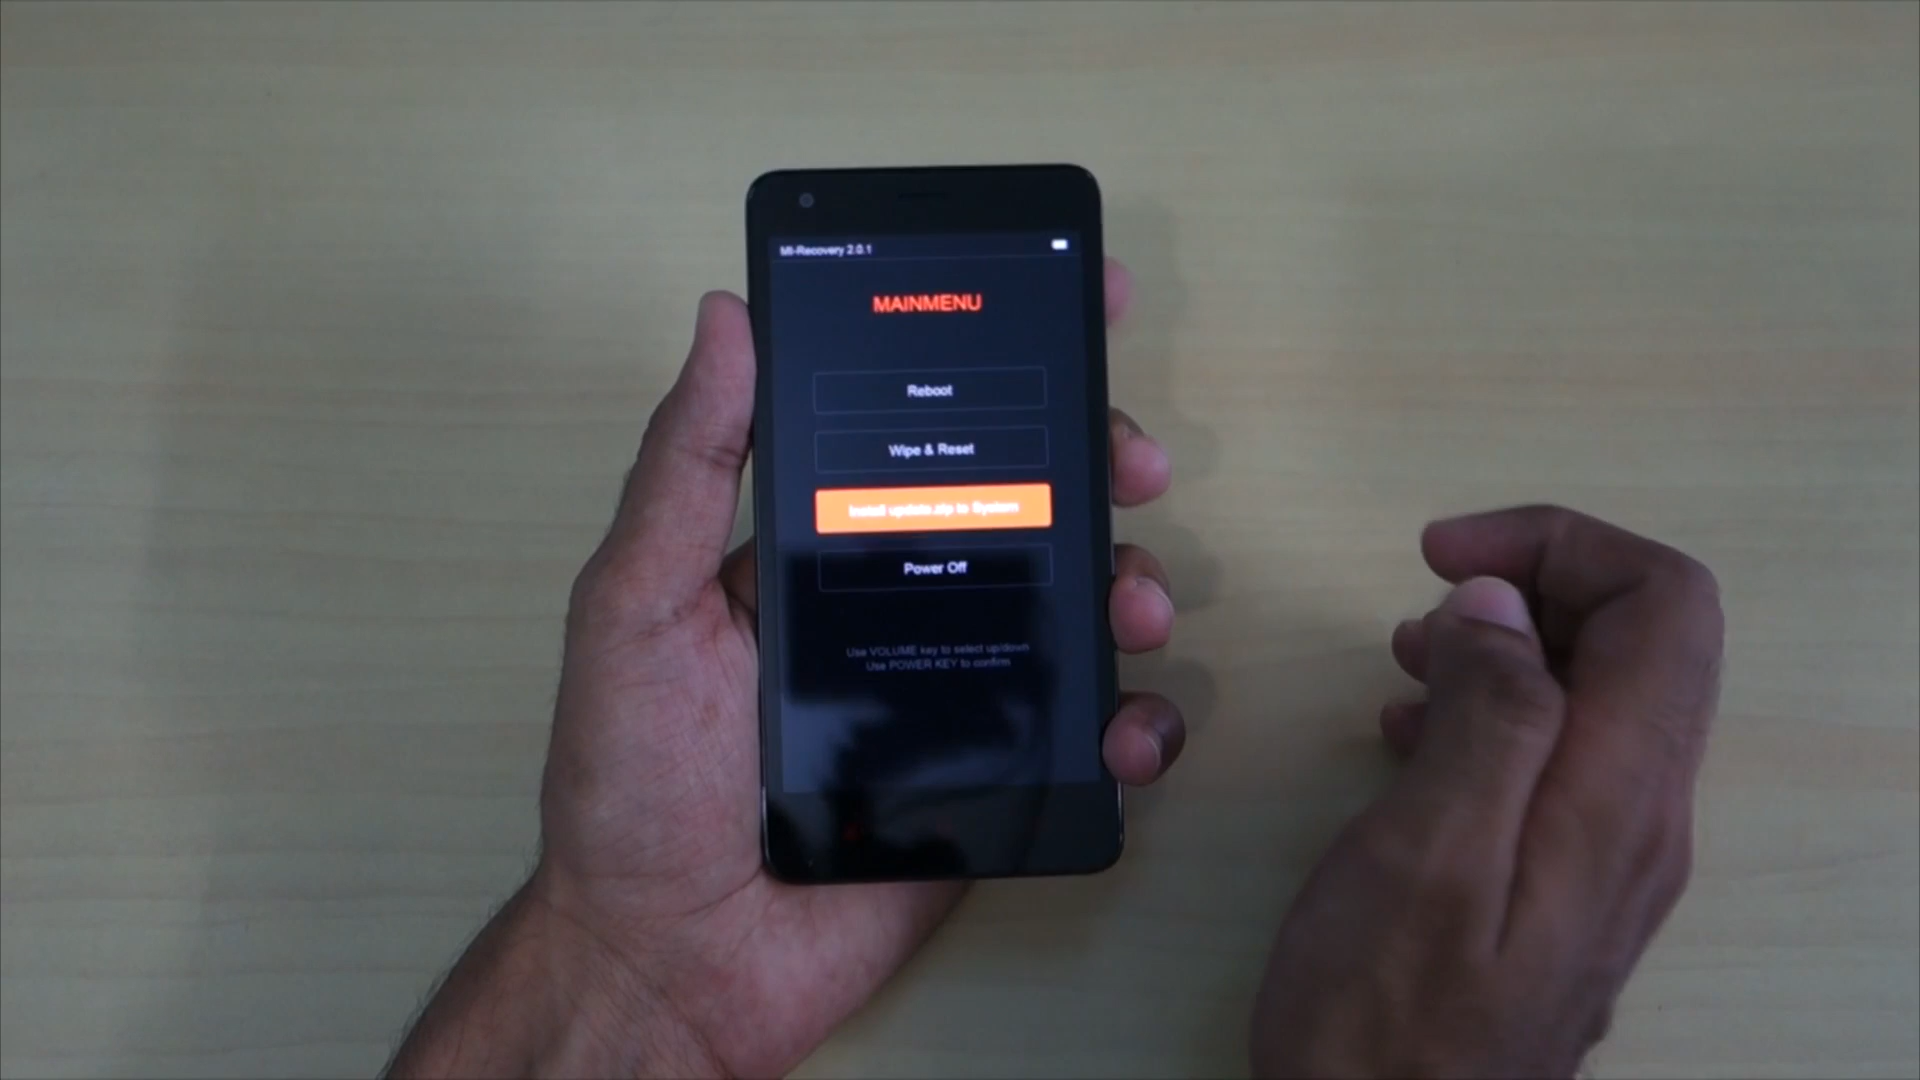 MI-Recovery 2.0.1
MAINMENU
Reboot
Wipe & Reset
Install update.zip to System
Power Off
Use VOLUME key to select up/down
Use POWER KEY to confirm